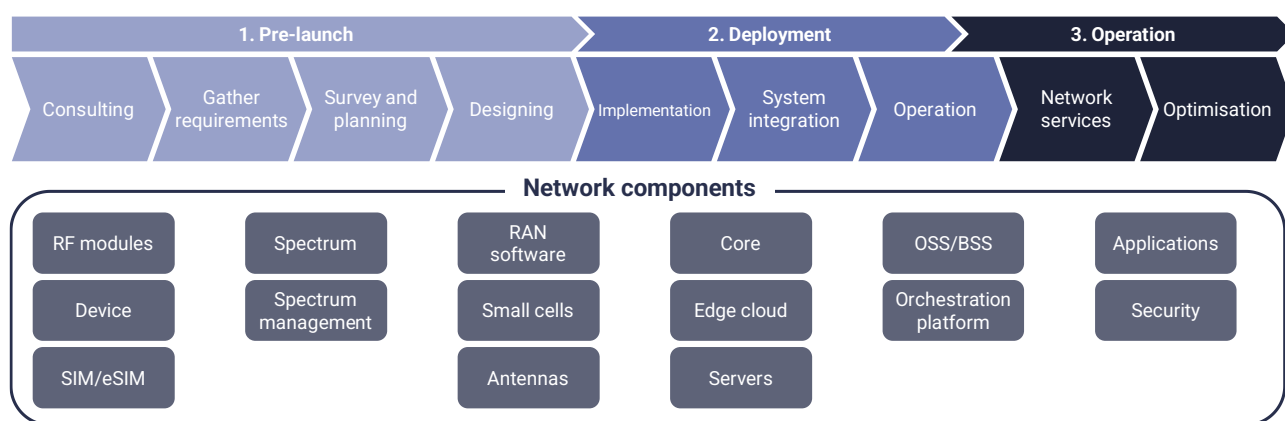 1. Pre-launch
2. Deployment
3. Operation
Consulting
Gather
requirements
Survey and
planning
Designing
Implementation
System
integration
Operation
Network
services
Optimisation
Network components
RF modules
Spectrum
RAN
software
Core
OSS/BSS
Applications
Device
Spectrum
management
Small cells
Edge cloud
Orchestration
platform
Security
SIM/eSIM
Antennas
Servers